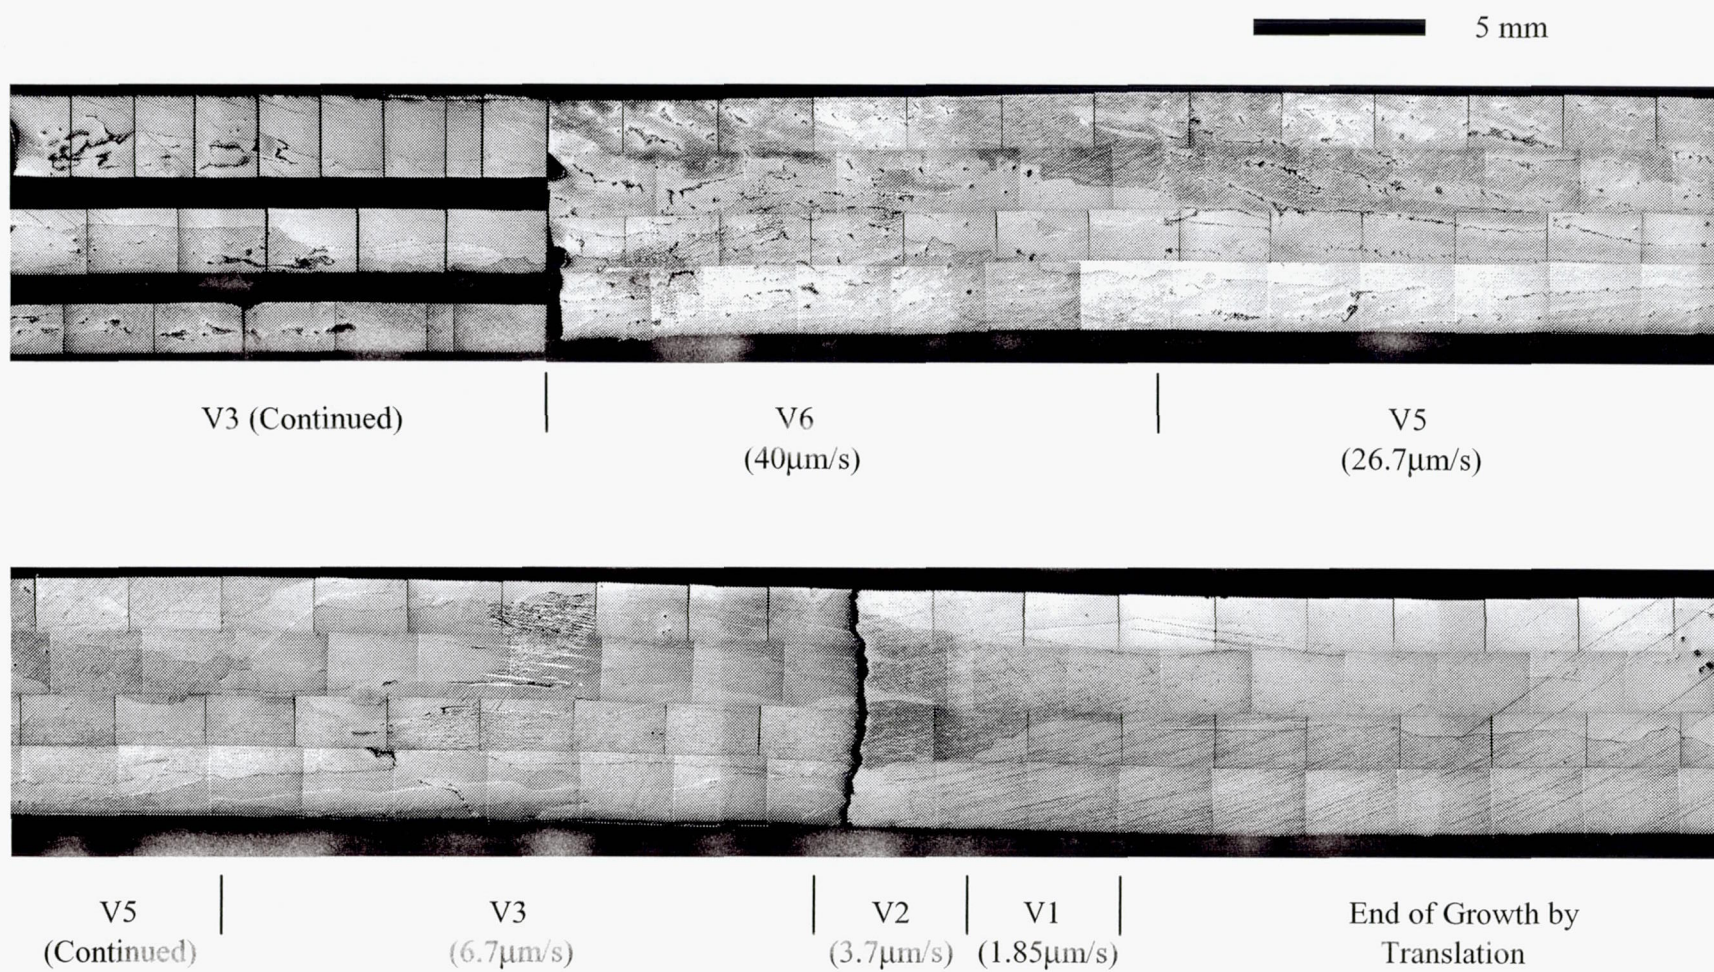 5 mm
V3 (Continued)
V6
(40μm/s)
V5
(26.7μm/s)
V5
(Continued)
V3
(6.7μm/s)
V2
(3.7μm/s)
V1
(1.85μm/s)
End of Growth by
Translation